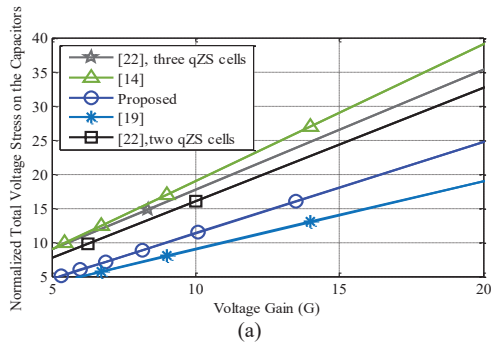 Normalized Total Voltage Stress on the Capacitors
40
35
30
25
20
15
10
5
[22], three qZS cells
[14]
Proposed
[19]
[22],two qZS cells
5
10
15
20
Voltage Gain (G)
(a)